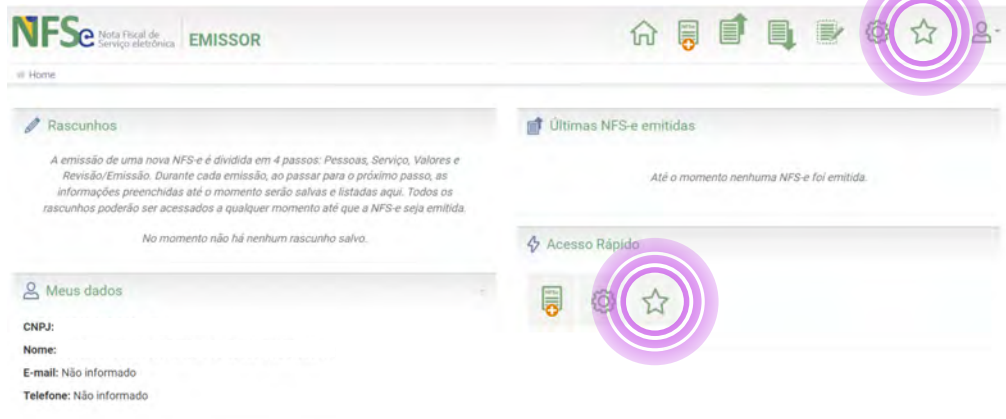 NFSe Nota Fiscal de
Serviço eletrônica EMISSOR
Home
Rascunhos
A emissão de uma nova NFS-e é dividida em 4 passos: Pessoas, Serviço, Valores e
Revisão/Emissão. Durante cada emissão, ao passar para o próximo passo, as
informações preenchidas até o momento serão salvas e listadas aqui. Todos os
rascunhos poderão ser acessados a qualquer momento até que a NFS-e seja emitida.
No momento não há nenhum rascunho salvo.
Meus dados
CNPJ:
Nome:
E-mail: Não informado
Telefone: Não informado
Últimas NFS-e emitidas
Até o momento nenhuma NFS-e foi emitida.
Acesso Rápido